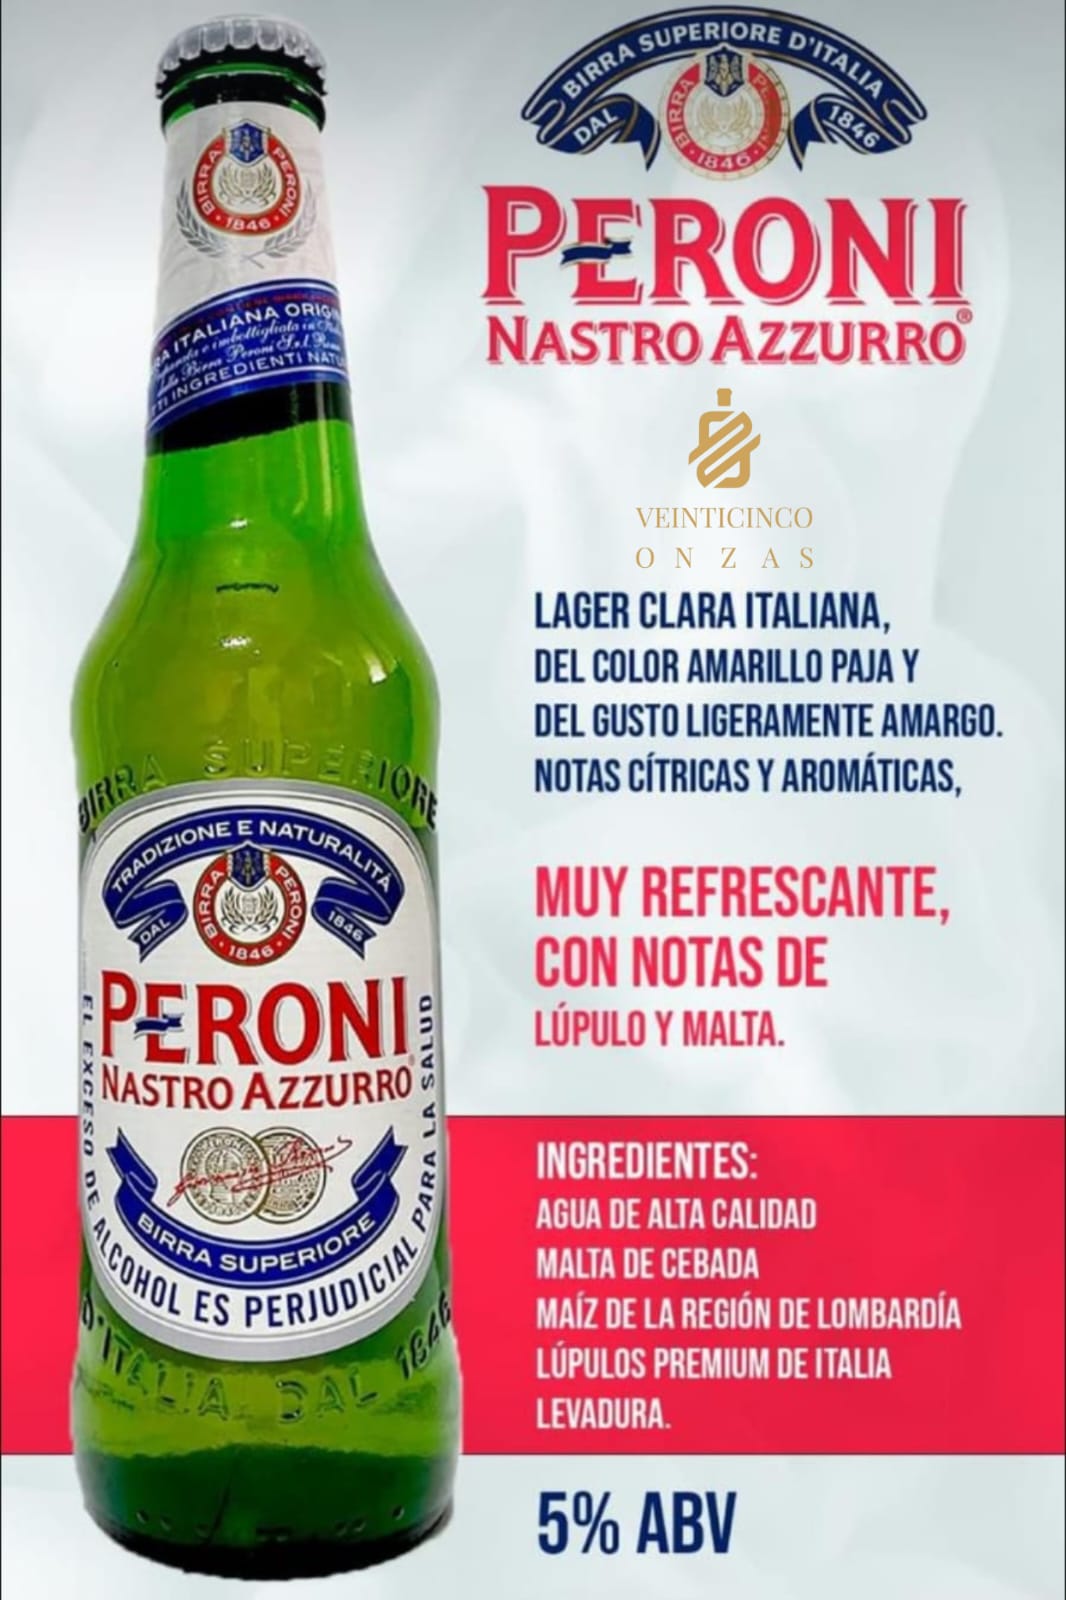 BIRRA SUPERIORE D'ITALIA
DAL 1846
BIRRA PERONI
· 1846 ·
PERONI
NASTRO AZZURRO®
VEINTICINCO
ONZAS
LAGER CLARA ITALIANA,
DEL COLOR AMARILLO PAJA Y
DEL GUSTO LIGERAMENTE AMARGO.
NOTAS CÍTRICAS Y AROMÁTICAS,
MUY REFRESCANTE,
CON NOTAS DE
LÚPULO Y MALTA.
INGREDIENTES:
AGUA DE ALTA CALIDAD
MALTA DE CEBADA
MAÍZ DE LA REGIÓN DE LOMBARDÍA
LÚPULOS PREMIUM DE ITALIA
LEVADURA.
5% ABV
BIRRA PERONI
· 1846 ·
ITALIANA
INGREDIENTI
BIRRA SUPERIORE
TRADIZIONE E NATURALITÀ
DAL 1846
BIRRA PERONI
· 1846 ·
PERONI
NASTRO AZZURRO®
BIRRA SUPERIORE
EL EXCESO DE ALCOHOL ES PERJUDICIAL PARA LA SALUD
D'ITALIA DAL 1846